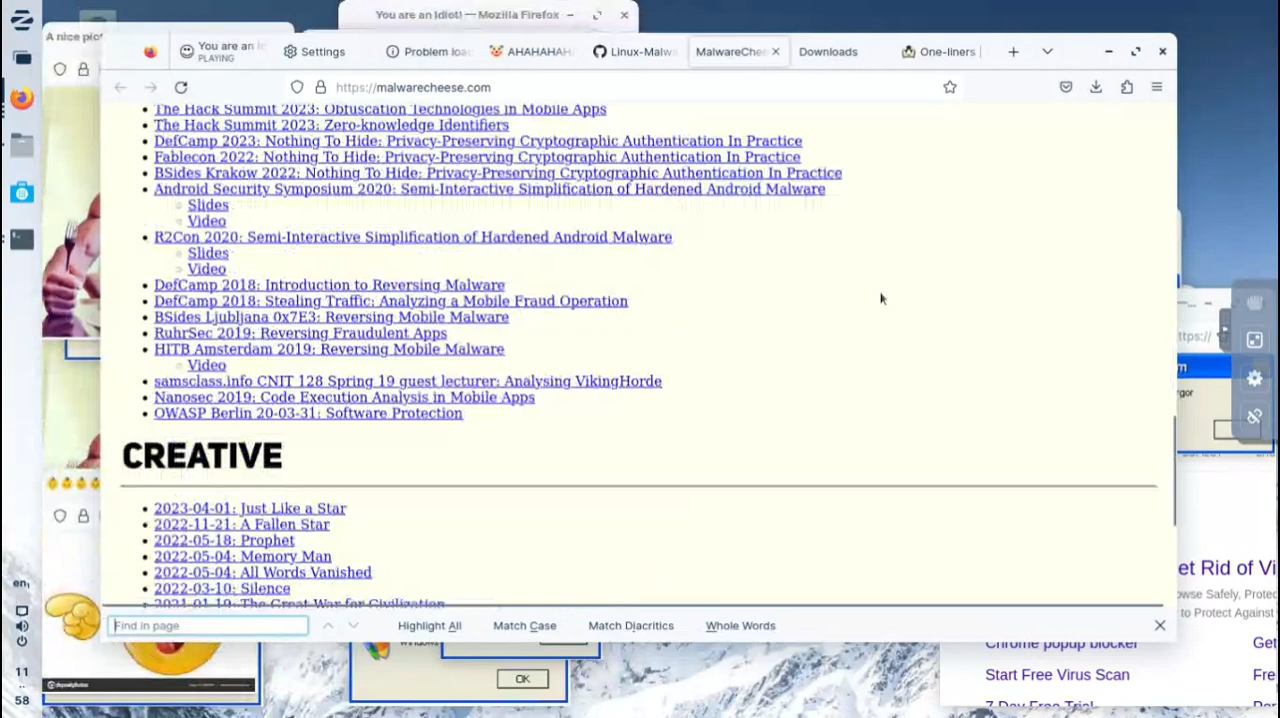 You are an Idiot! — Mozilla Firefox
A nice pict
You are an I
PLAYING
Settings
Problem loa
AHAHAHAH
Linux-Malw
MalwareChee
Downloads
One-liners
https://malwarecheese.com
The Hack Summit 2023: Obfuscation Technologies in Mobile Apps
The Hack Summit 2023: Zero-knowledge Identifiers
DefCamp 2023: Nothing To Hide: Privacy-Preserving Cryptographic Authentication In Practice
Fablecon 2022: Nothing To Hide: Privacy-Preserving Cryptographic Authentication In Practice
BSides Krakow 2022: Nothing To Hide: Privacy-Preserving Cryptographic Authentication In Practice
Android Security Symposium 2020: Semi-Interactive Simplification of Hardened Android Malware
Slides
Video
R2Con 2020: Semi-Interactive Simplification of Hardened Android Malware
Slides
Video
DefCamp 2018: Introduction to Reversing Malware
DefCamp 2018: Stealing Traffic: Analyzing a Mobile Fraud Operation
BSides Ljubljana 0x7E3: Reversing Mobile Malware
RuhrSec 2019: Reversing Fraudulent Apps
HITB Amsterdam 2019: Reversing Mobile Malware
Video
samsclass.info CNIT 128 Spring 19 guest lecturer: Analysing VikingHorde
Nanosec 2019: Code Execution Analysis in Mobile Apps
OWASP Berlin 20-03-31: Software Protection
CREATIVE
2023-04-01: Just Like a Star
2022-11-21: A Fallen Star
2022-05-18: Prophet
2022-05-04: Memory Man
2022-05-04: All Words Vanished
2022-03-10: Silence
2021-01-19: The Great War for Civilization
Find in page
Highlight All
Match Case
Match Diacritics
Whole Words
ttps://
m
rgor
et Rid of Vi
owse Safely, Protec
to Protect Against
Chrome popup blocker
Get
Start Free Virus Scan
Free
7-Day Free Trial
windows
OK
en₁
11
58